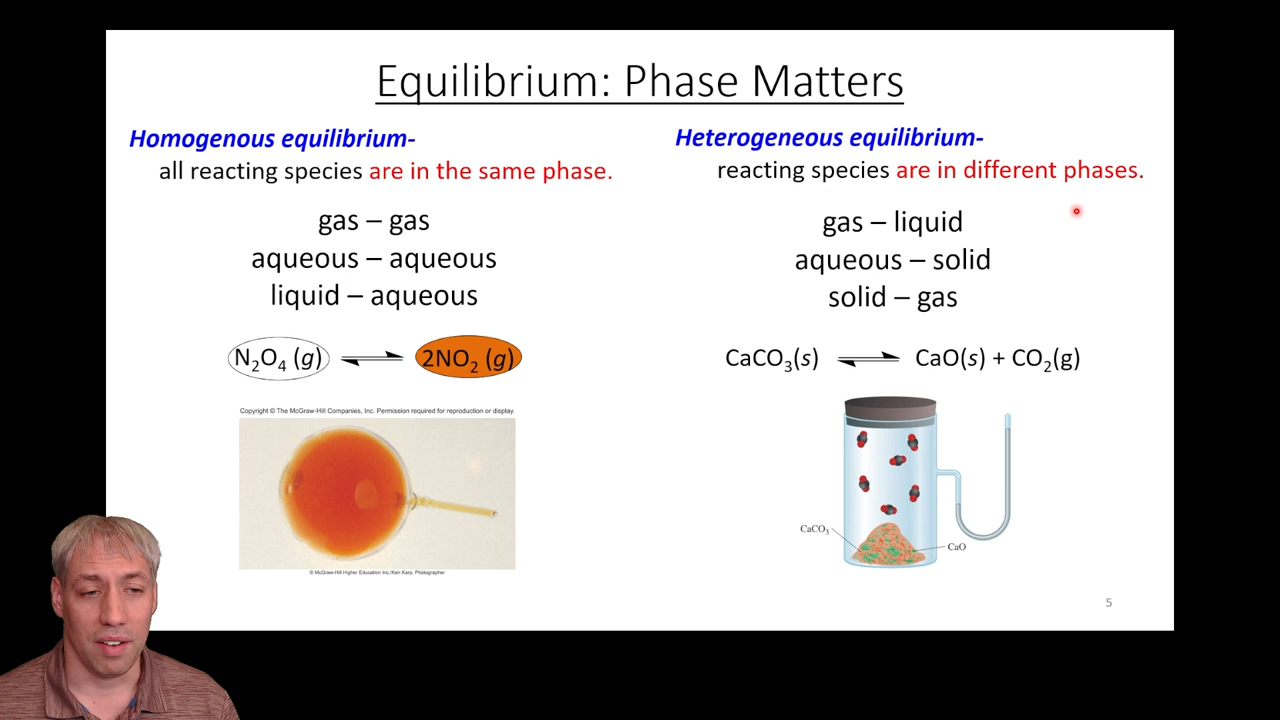 Equilibrium: Phase Matters
Homogenous equilibrium-
all reacting species are in the same phase.
gas – gas
aqueous – aqueous
liquid – aqueous
N₂O₄ (g) ⇌ 2NO₂ (g)
Copyright © The McGraw-Hill Companies, Inc. Permission required for reproduction or display.
© McGraw-Hill Higher Education Inc./Ken Karp, Photographer
Heterogeneous equilibrium-
reacting species are in different phases.
gas – liquid
aqueous – solid
solid – gas
CaCO₃(s) ⇌ CaO(s) + CO₂(g)
CaCO₃
CaO
5